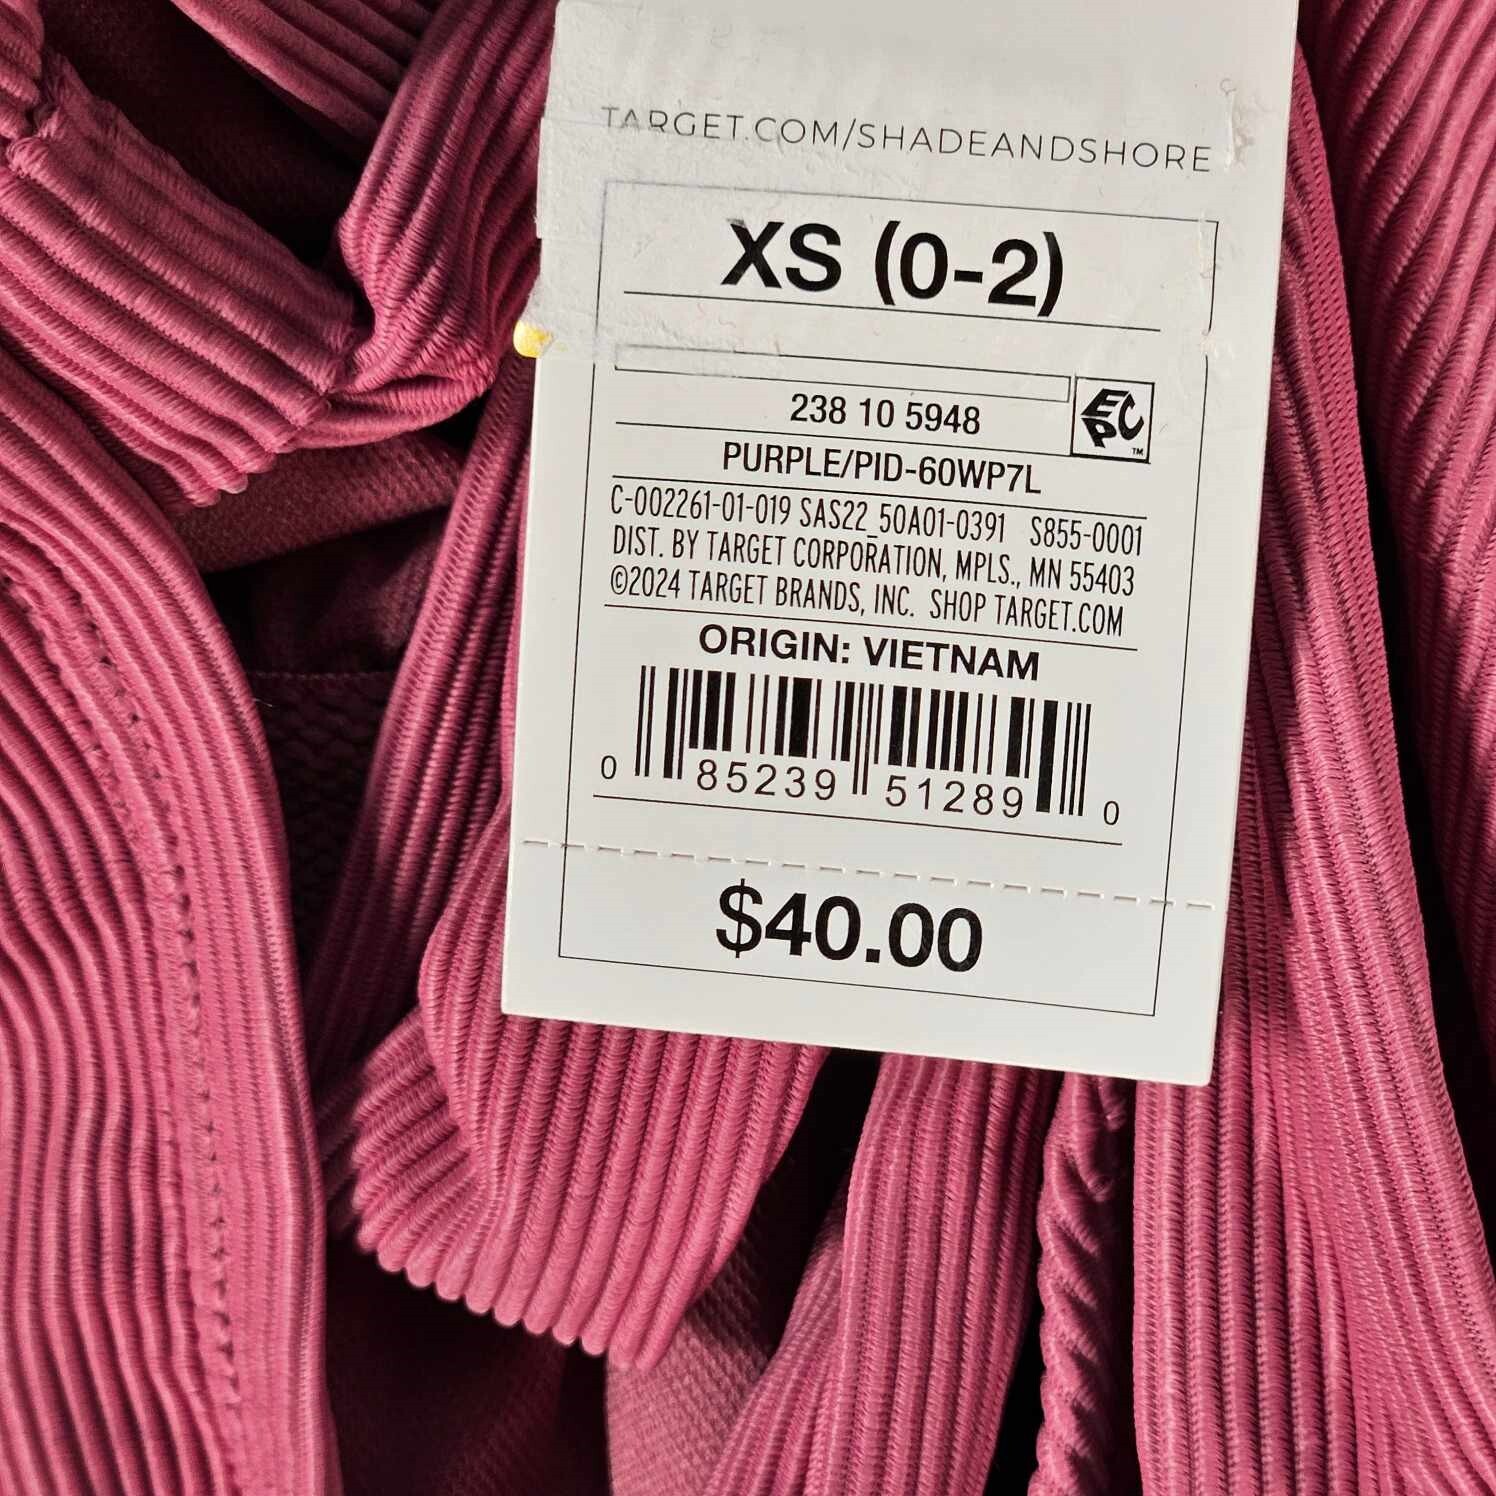 TARGET.COM/SHADEANDSHORE
XS (0-2)
238 10 5948
EPC™
PURPLE/PID-60WP7L
C-002261-01-019 SAS22_50A01-0391 S855-0001
DIST. BY TARGET CORPORATION, MPLS., MN 55403
©2024 TARGET BRANDS, INC. SHOP TARGET.COM
ORIGIN: VIETNAM
0 85239 51289 0
$40.00